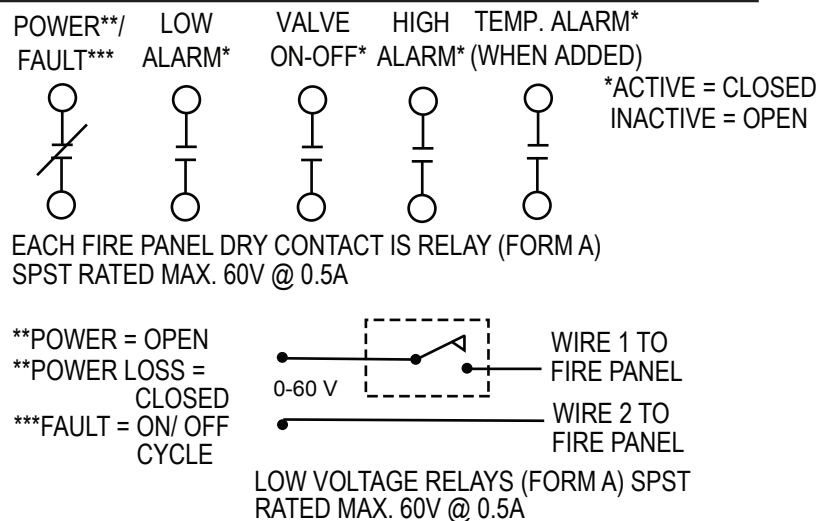 POWER**/ LOW VALVE HIGH TEMP. ALARM*
FAULT*** ALARM* ON-OFF* ALARM* (WHEN ADDED)
*ACTIVE = CLOSED
INACTIVE = OPEN
EACH FIRE PANEL DRY CONTACT IS RELAY (FORM A)
SPST RATED MAX. 60V @ 0.5A
**POWER = OPEN
**POWER LOSS =
CLOSED
***FAULT = ON/ OFF
CYCLE
0-60 V
WIRE 1 TO
FIRE PANEL
WIRE 2 TO
FIRE PANEL
LOW VOLTAGE RELAYS (FORM A) SPST
RATED MAX. 60V @ 0.5A